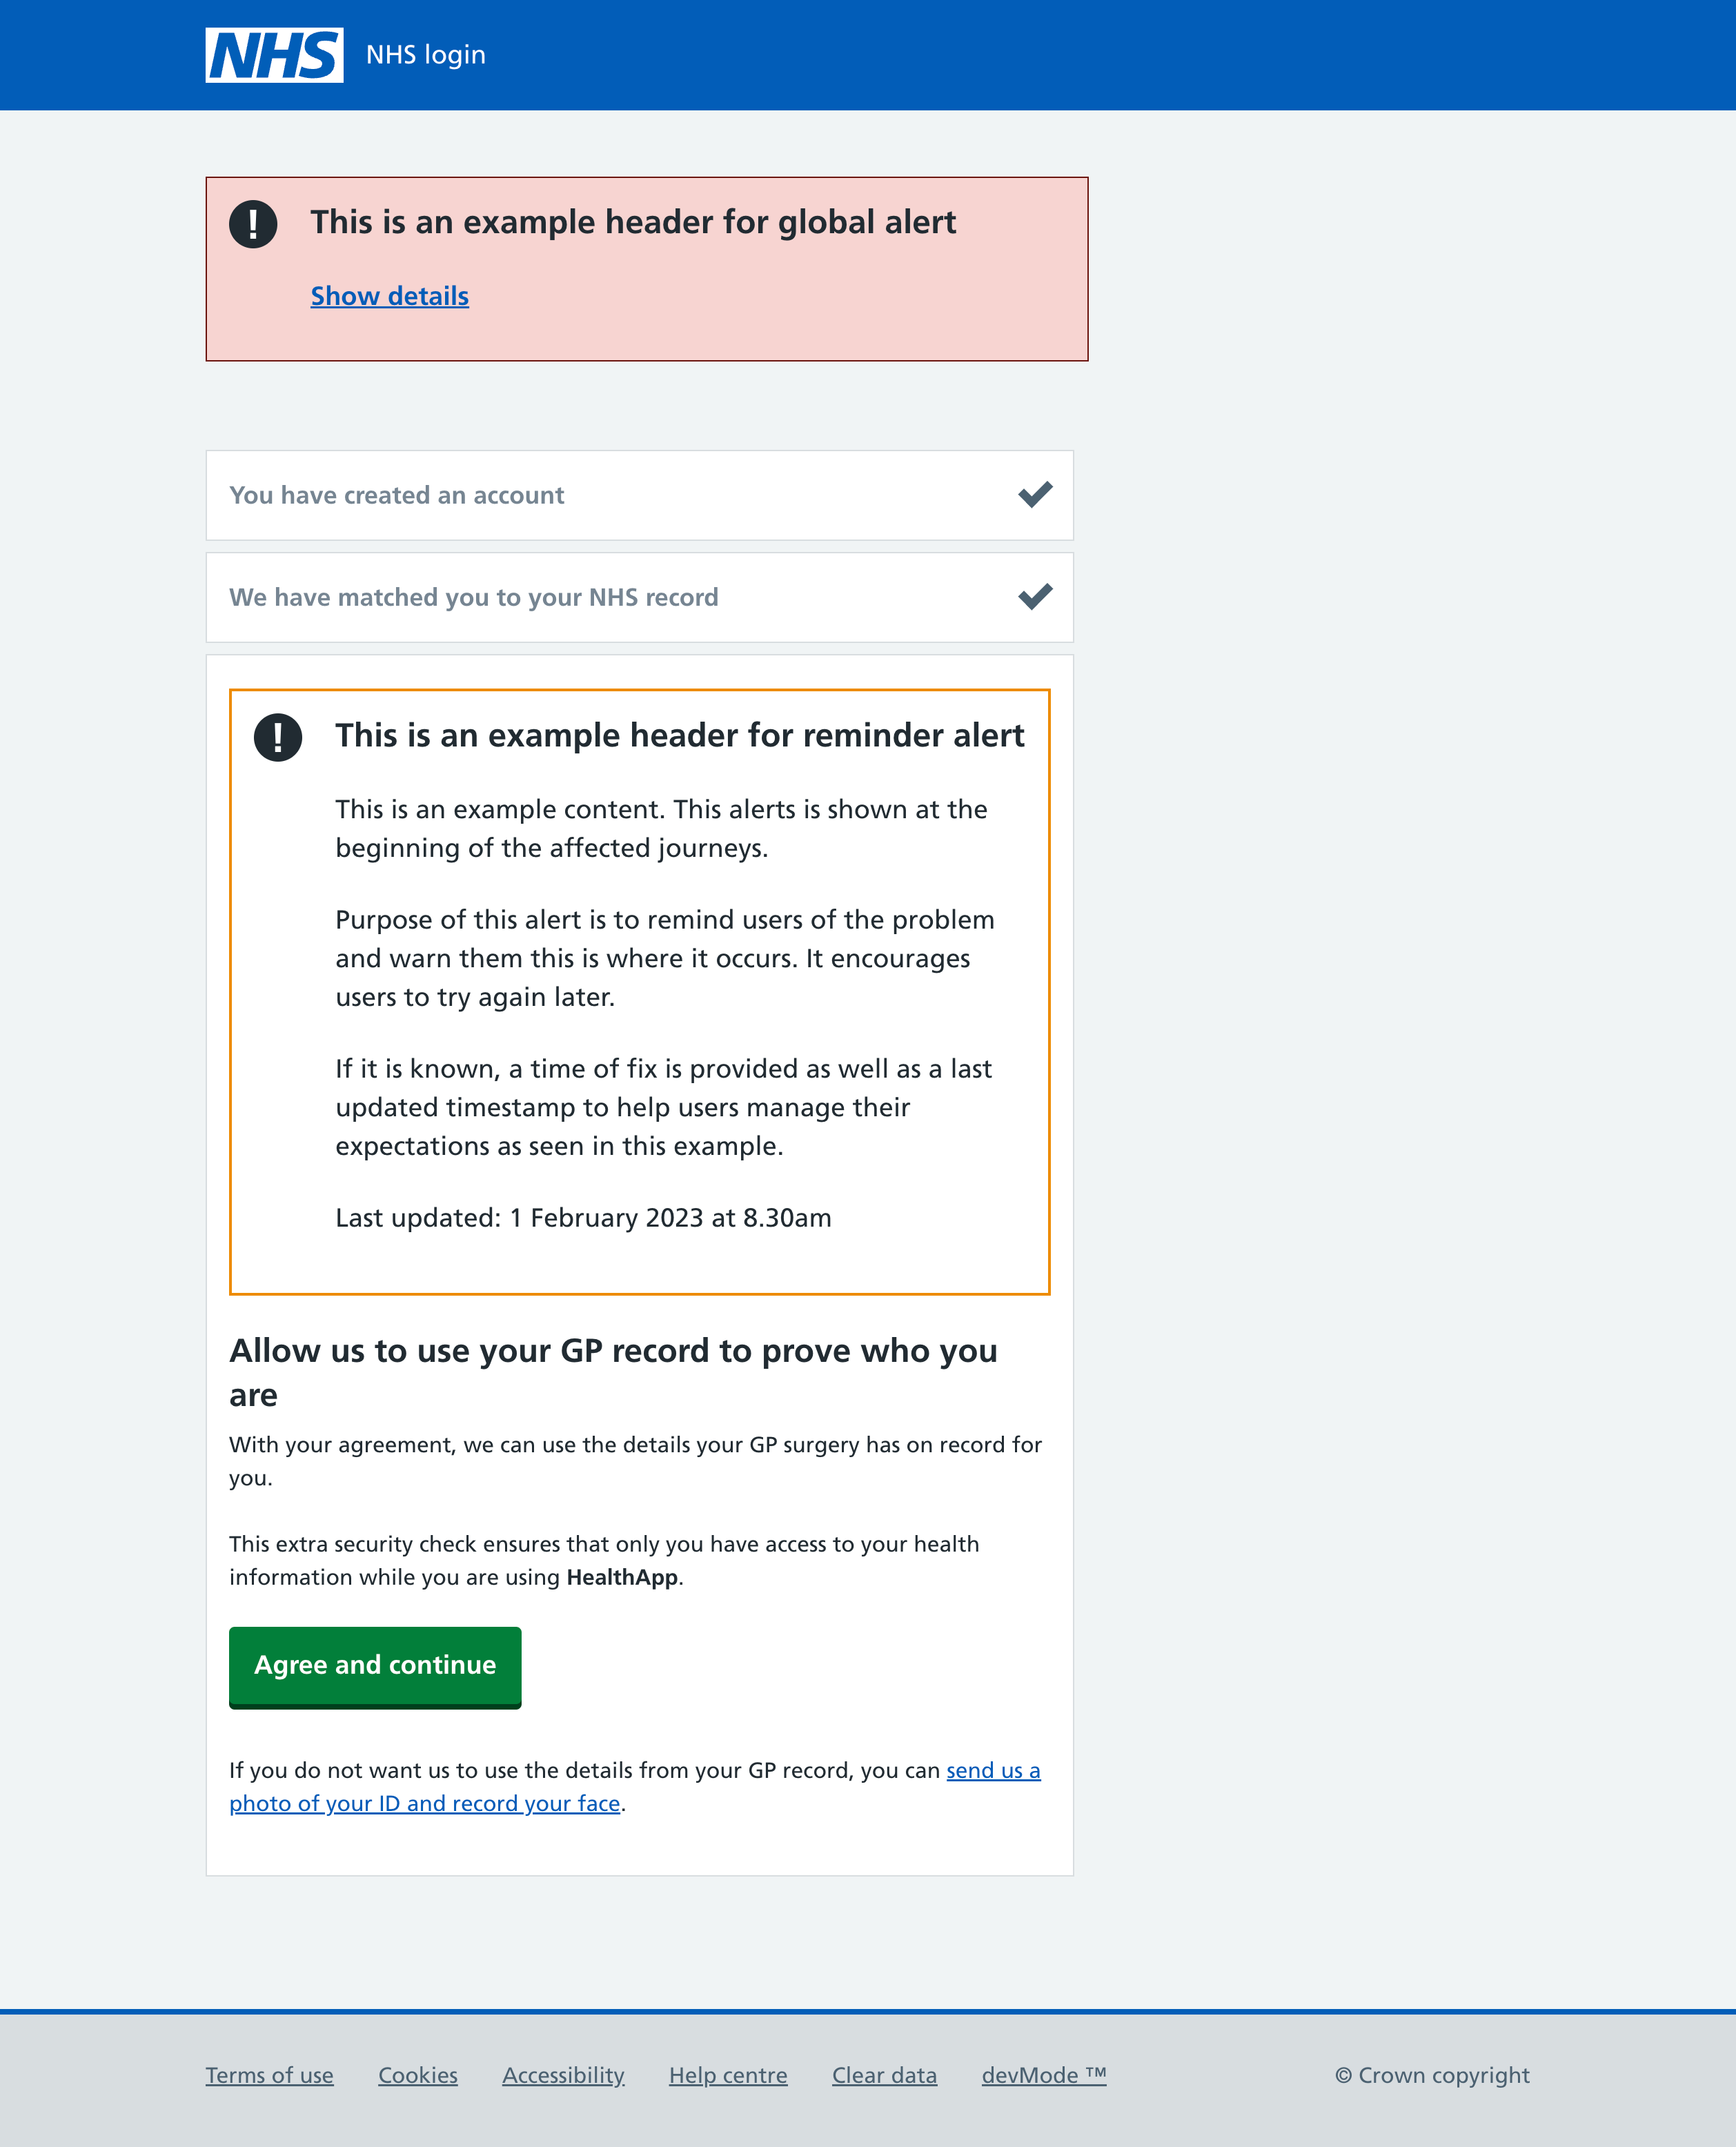 NHS NHS login
This is an example header for global alert
Show details
You have created an account
We have matched you to your NHS record
This is an example header for reminder alert
This is an example content. This alerts is shown at the
beginning of the affected journeys.
Purpose of this alert is to remind users of the problem
and warn them this is where it occurs. It encourages
users to try again later.
If it is known, a time of fix is provided as well as a last
updated timestamp to help users manage their
expectations as seen in this example.
Last updated: 1 February 2023 at 8.30am
Allow us to use your GP record to prove who you
are
With your agreement, we can use the details your GP surgery has on record for
you.
This extra security check ensures that only you have access to your health
information while you are using HealthApp.
Agree and continue
If you do not want us to use the details from your GP record, you can send us a
photo of your ID and record your face.
Terms of use Cookies Accessibility Help centre Clear data devMode ™ © Crown copyright